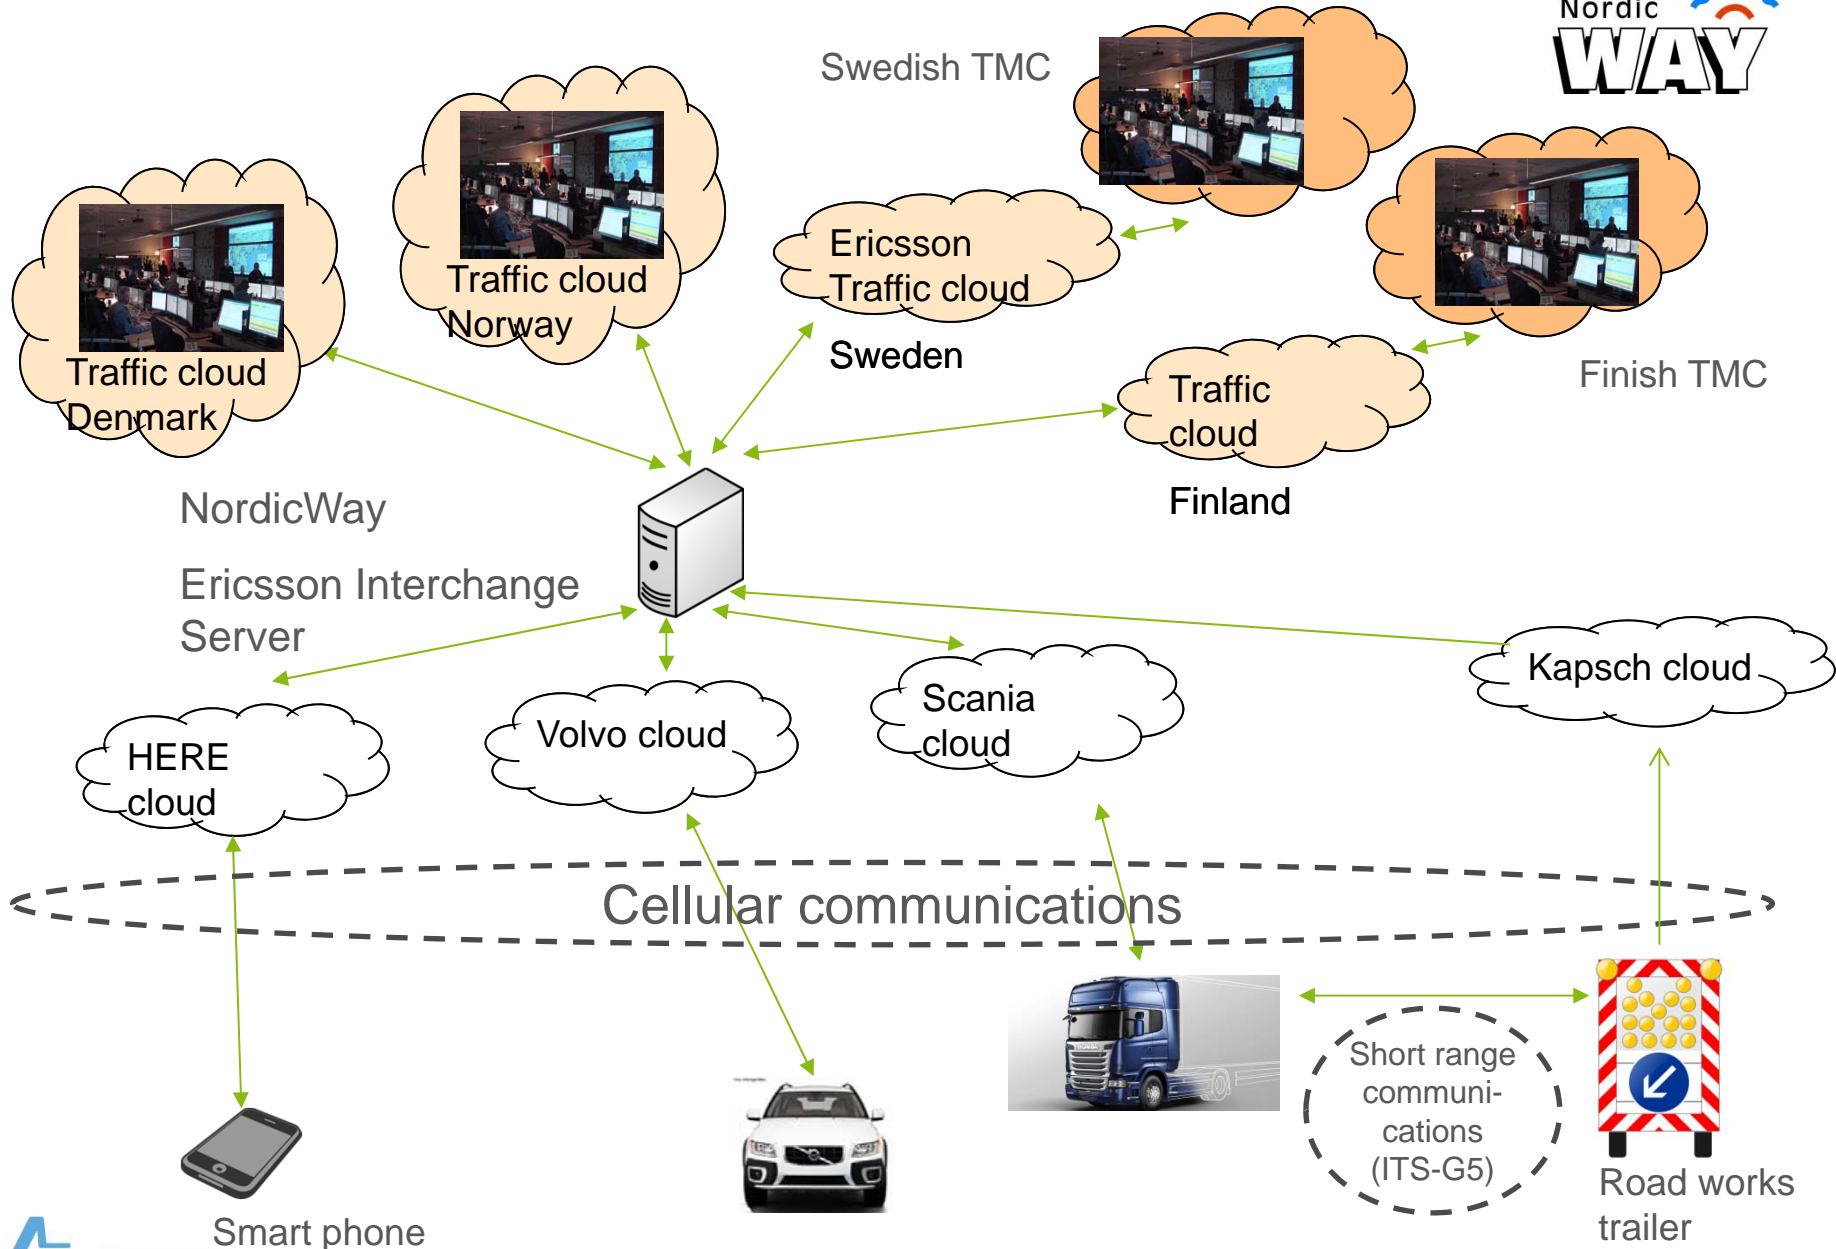 Nordic
WAY
Swedish TMC
Ericsson
Traffic cloud
Sweden
Traffic cloud
Norway
Traffic cloud
Denmark
Traffic
cloud
Finland
Finish TMC
NordicWay
Ericsson Interchange
Server
HERE
cloud
Volvo cloud
Scania
cloud
Kapsch cloud
Cellular communications
Short range
communi-
cations
(ITS-G5)
Smart phone
Road works
trailer